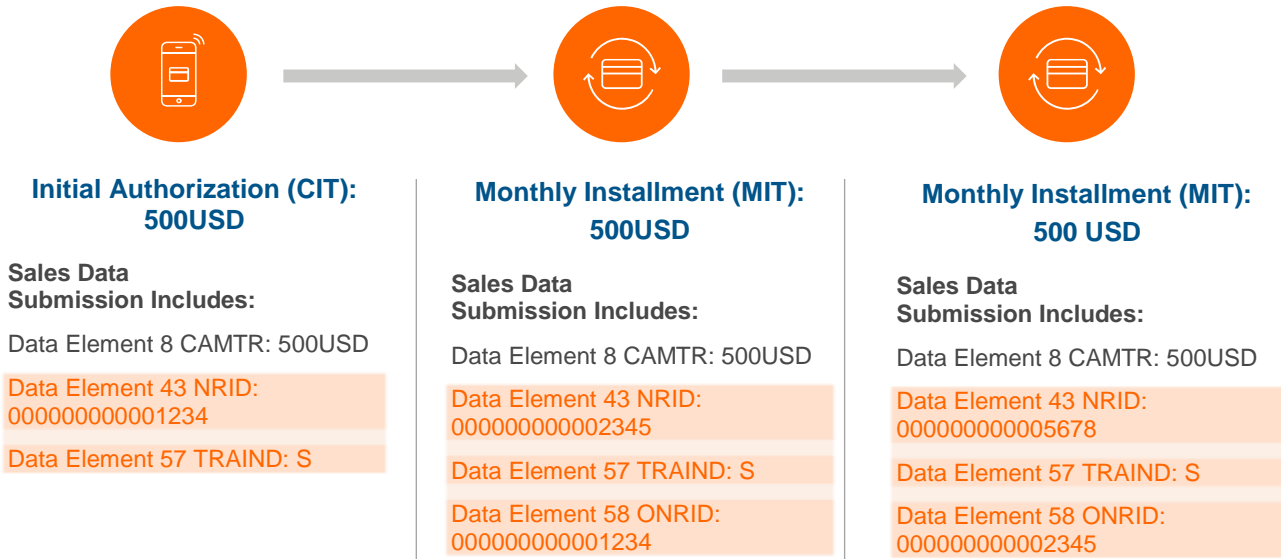 Initial Authorization (CIT):
500USD
Sales Data
Submission Includes:
Data Element 8 CAMTR: 500USD
Data Element 43 NRID:
000000000001234
Data Element 57 TRAIND: S
Monthly Installment (MIT):
500USD
Sales Data
Submission Includes:
Data Element 8 CAMTR: 500USD
Data Element 43 NRID:
000000000002345
Data Element 57 TRAIND: S
Data Element 58 ONRID:
000000000001234
Monthly Installment (MIT):
500 USD
Sales Data
Submission Includes:
Data Element 8 CAMTR: 500USD
Data Element 43 NRID:
000000000005678
Data Element 57 TRAIND: S
Data Element 58 ONRID:
000000000002345